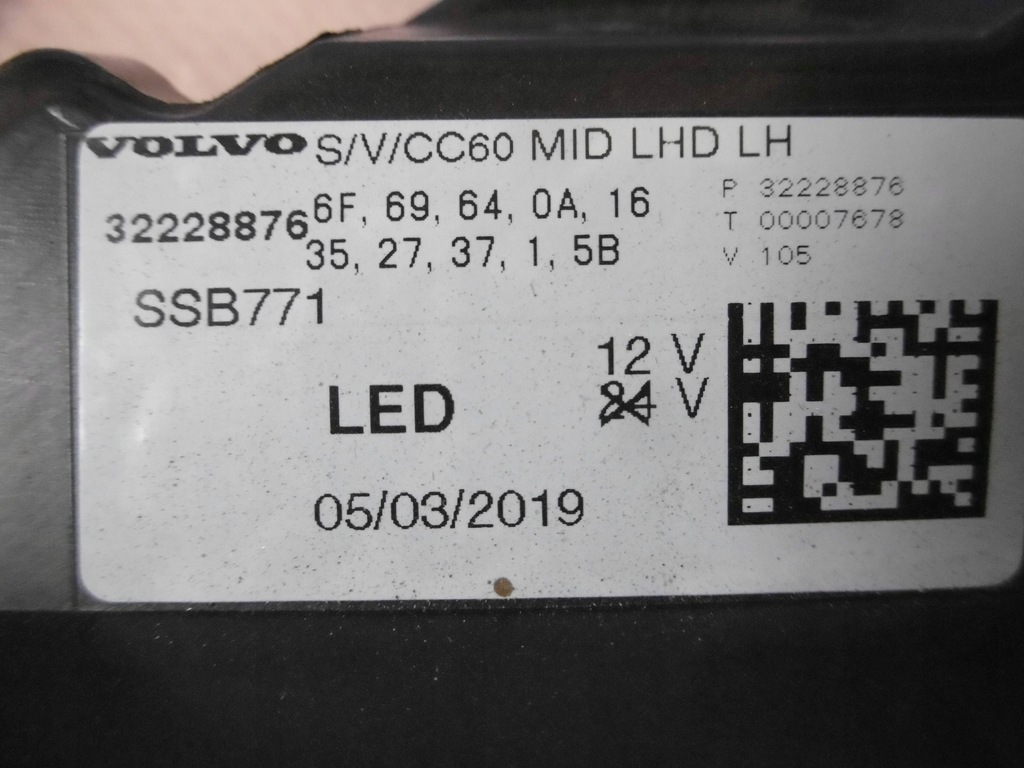 VOLVO S/V/CC60 MID LHD LH
32228876 6F, 69, 64, 0A, 16
35, 27, 37, 1, 5B
P 32228876
T 00007678
V 105
SSB771
12 V
24 V
LED
05/03/2019